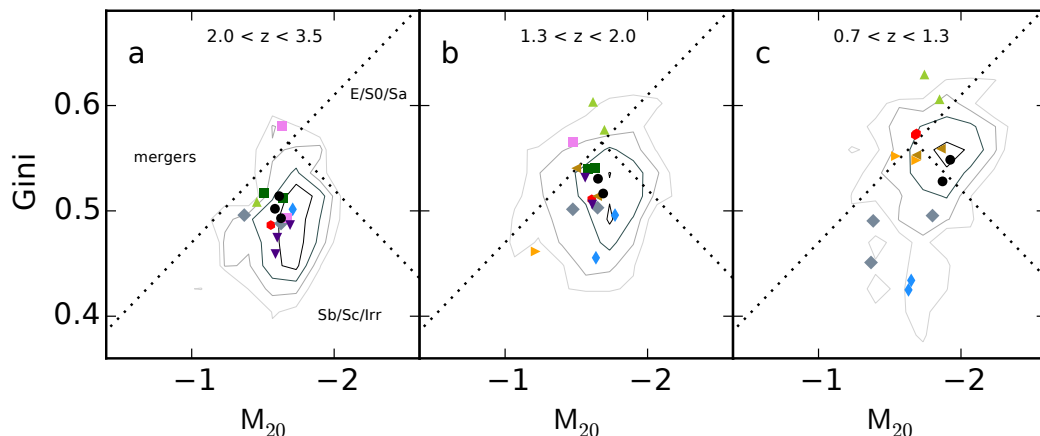 a
2.0 < z < 3.5
b
1.3 < z < 2.0
c
0.7 < z < 1.3
E/S0/Sa
mergers
Sb/Sc/Irr
Gini
0.6
0.5
0.4
−1
−2
−1
−2
−1
−2
M20
M20
M20